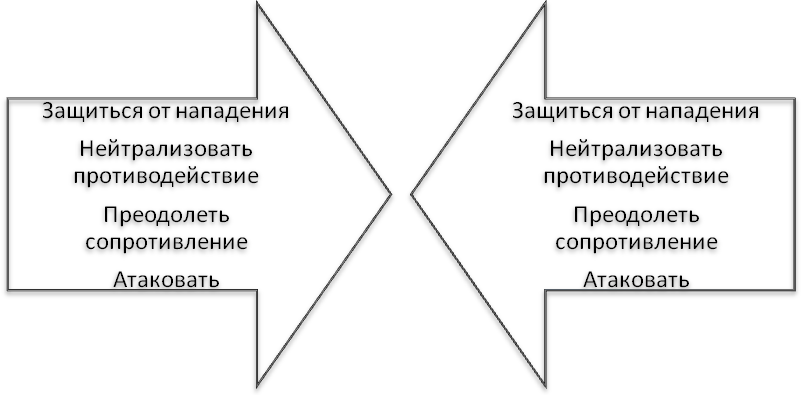 Защиться от нападения
Нейтрализовать
противодействие
Преодолеть
сопротивление
Атаковать
Защиться от нападения
Нейтрализовать
противодействие
Преодолеть
сопротивление
Атаковать